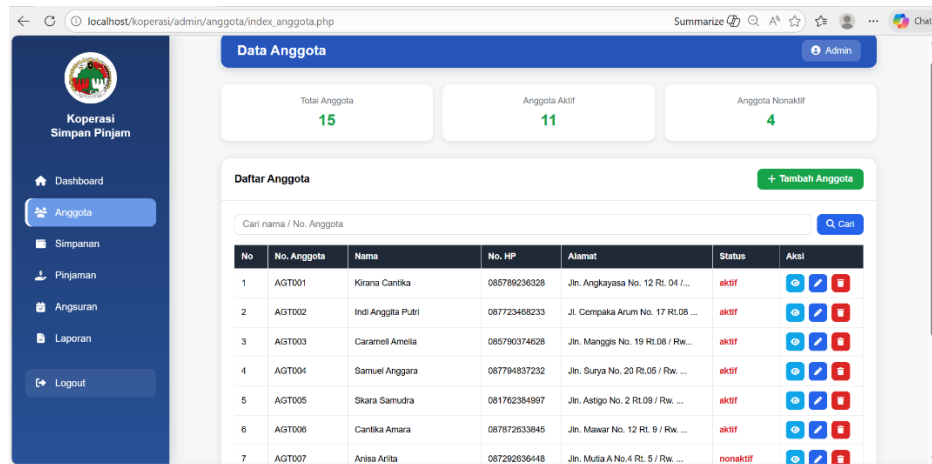 localhost/koperasi/admin/anggota/index_anggota.php Summarize Chat
Koperasi
Simpan Pinjam
Dashboard
Anggota
Simpanan
Pinjaman
Angsuran
Laporan
Logout
Data Anggota Admin
Total Anggota Anggota Aktif Anggota Nonaktif
15 11 4
Daftar Anggota + Tambah Anggota
Cari nama / No. Anggota Cari
No No. Anggota Nama No. HP Alamat Status Aksi
1 AGT001 Kirana Cantika 085789236328 Jln. Angkayasa No. 12 Rt. 04 /... aktif
2 AGT002 Indi Anggita Putri 087723468233 Jl. Cempaka Arum No. 17 Rt.08 ... aktif
3 AGT003 Caramell Amelia 085790374628 Jln. Manggis No. 19 Rt.08 / Rw... aktif
4 AGT004 Samuel Anggara 087794837232 Jln. Surya No. 20 Rt.05 / Rw. ... aktif
5 AGT005 Skara Samudra 081762384997 Jln. Astigo No. 2 Rt.09 / Rw. ... aktif
6 AGT006 Cantika Amara 087872633845 Jln. Mawar No. 12 Rt. 9 / Rw. ... aktif
7 AGT007 Anisa Arlita 087292636448 Jln. Mutia A No.4 Rt. 5 / Rw. ... nonaktif